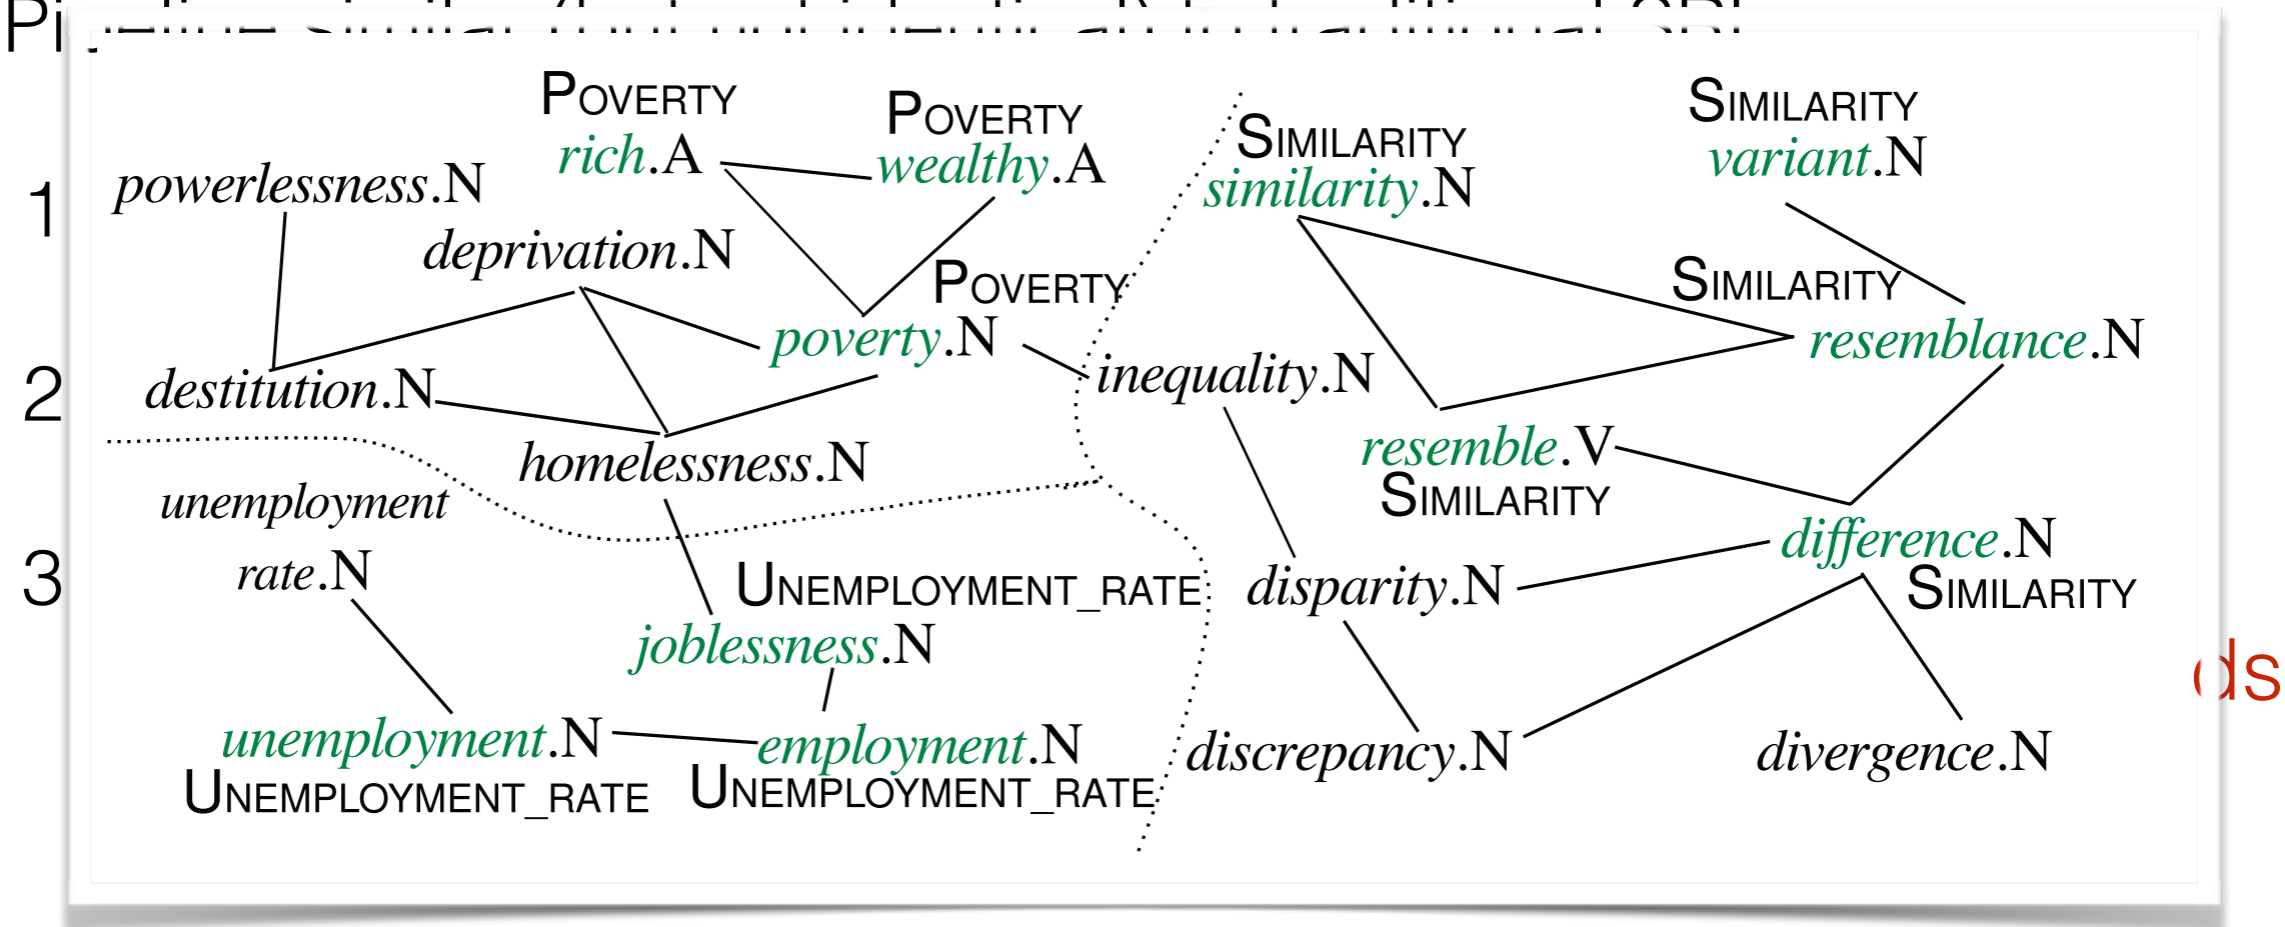 1
2
3
POVERTY
rich.A
POVERTY
wealthy.A
powerlessness.N
deprivation.N
POVERTY
poverty.N
destitution.N
homelessness.N
SIMILARITY
similarity.N
SIMILARITY
variant.N
SIMILARITY
resemblance.N
inequality.N
resemble.V
SIMILARITY
difference.N
SIMILARITY
disparity.N
discrepancy.N
divergence.N
unemployment
rate.N
UNEMPLOYMENT_RATE
joblessness.N
unemployment.N
UNEMPLOYMENT_RATE
employment.N
UNEMPLOYMENT_RATE
ds